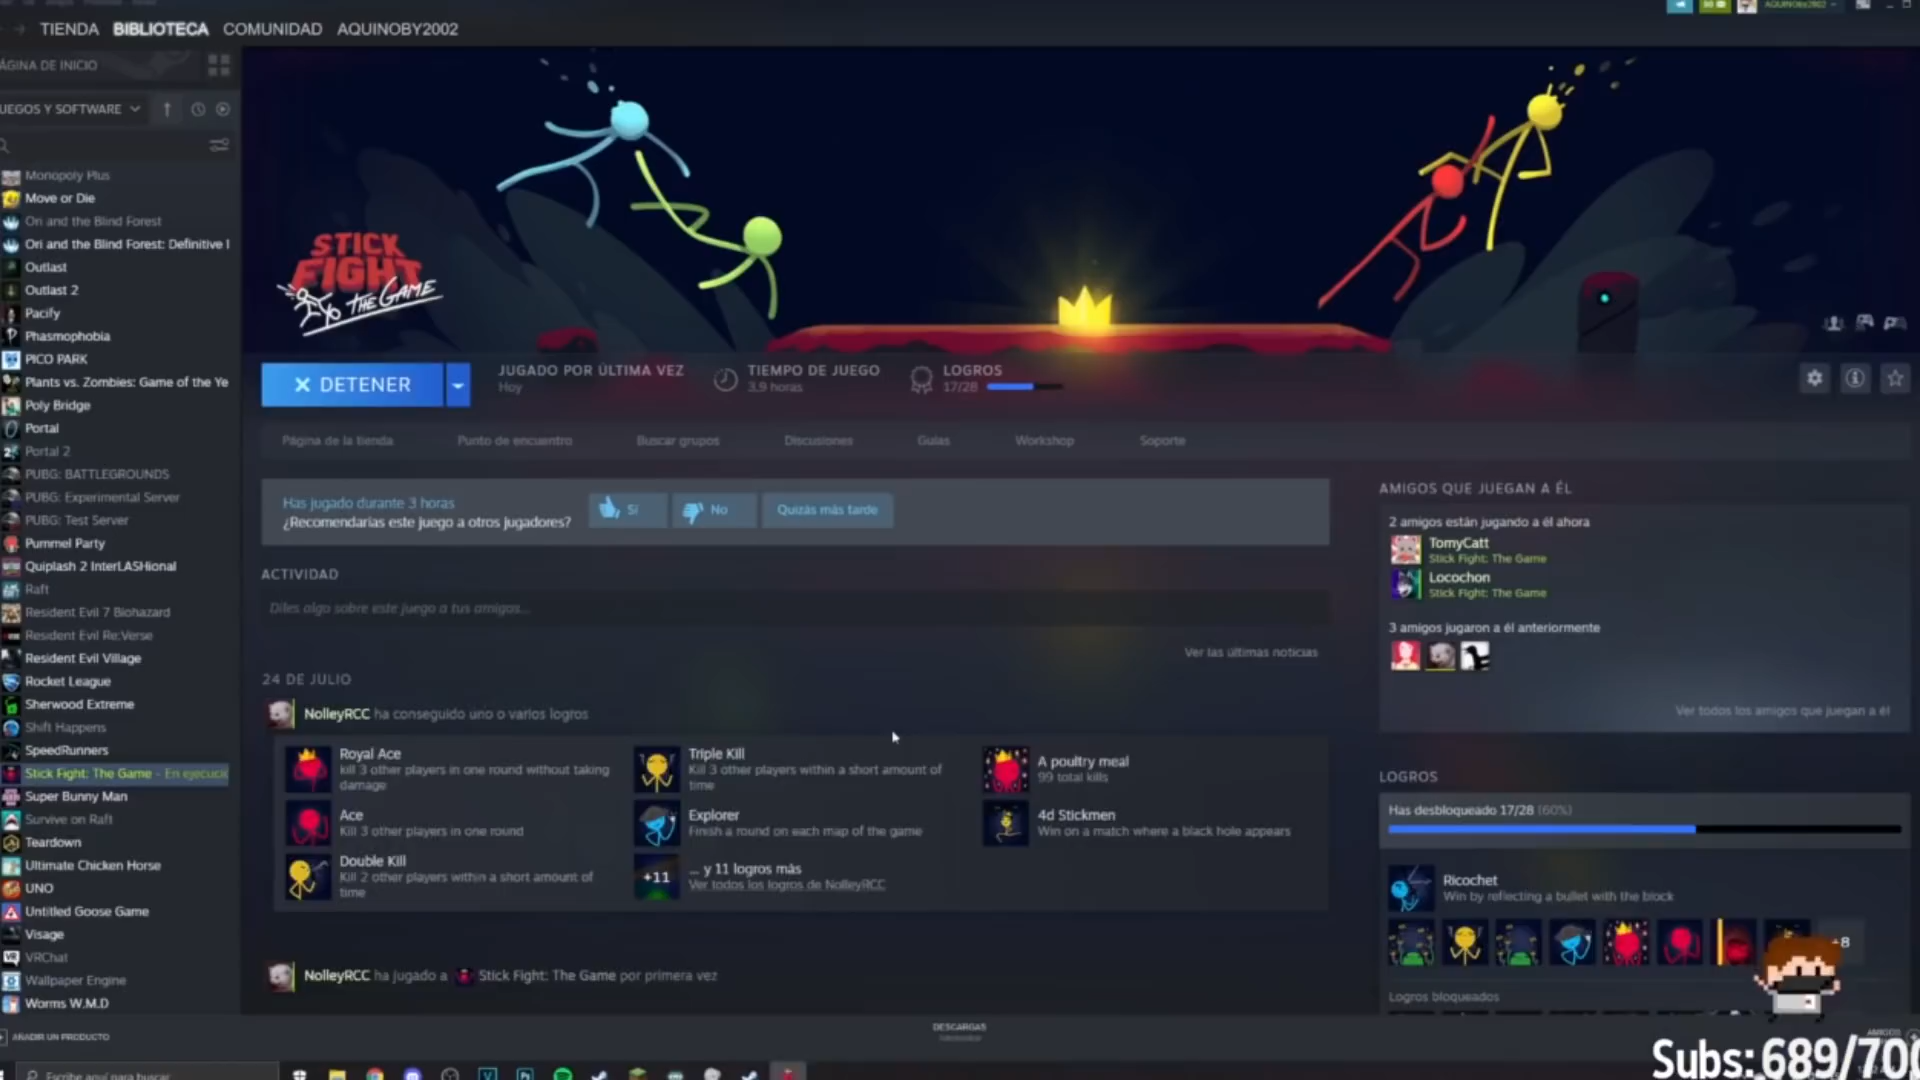 TIENDA BIBLIOTECA COMUNIDAD AQUINOBY2002
AQUINOBY2002
ÁGINA DE INICIO
UEGOS Y SOFTWARE
Monopoly Plus
Move or Die
Ori and the Blind Forest
Ori and the Blind Forest: Definitive
Outlast
Outlast 2
Pacify
Phasmophobia
PICO PARK
Plants vs. Zombies: Game of the Ye
Poly Bridge
Portal
Portal 2
PUBG: BATTLEGROUNDS
PUBG: Experimental Server
PUBG: Test Server
Pummel Party
Quiplash 2 InterLASHional
Raft
Resident Evil 7 Biohazard
Resident Evil Re:Verse
Resident Evil Village
Rocket League
Sherwood Extreme
Shift Happens
SpeedRunners
Stick Fight: The Game - En ejecució
Super Bunny Man
Survive on Raft
Teardown
Ultimate Chicken Horse
UNO
Untitled Goose Game
Visage
VRChat
Wallpaper Engine
Worms W.M.D
AÑADIR UN PRODUCTO
STICK
FIGHT
THE GAME
DETENER
JUGADO POR ÚLTIMA VEZ
Hoy
TIEMPO DE JUEGO
3,9 horas
LOGROS
17/28
Página de la tienda Punto de encuentro Buscar grupos Discusiones Guías Workshop Soporte
Has jugado durante 3 horas
¿Recomendarías este juego a otros jugadores?
Sí No Quizás más tarde
ACTIVIDAD
Diles algo sobre este juego a tus amigos...
Ver las últimas noticias
24 DE JULIO
NolleyRCC ha conseguido uno o varios logros
Royal Ace
kill 3 other players in one round without taking
damage
Triple Kill
Kill 3 other players within a short amount of
time
A poultry meal
99 total kills
Ace
Kill 3 other players in one round
Explorer
Finish a round on each map of the game
4d Stickmen
Win on a match where a black hole appears
Double Kill
Kill 2 other players within a short amount of
time
+11
... y 11 logros más
Ver todos los logros de NolleyRCC
NolleyRCC ha jugado a Stick Fight: The Game por primera vez
AMIGOS QUE JUEGAN A ÉL
2 amigos están jugando a él ahora
TomyCatt
Stick Fight: The Game
Locochon
Stick Fight: The Game
3 amigos jugaron a él anteriormente
Ver todos los amigos que juegan a él
LOGROS
Has desbloqueado 17/28 (60%)
Ricochet
Win by reflecting a bullet with the block
+8
Logros bloqueados
DESCARGAS
AMIGOS
Escribe aquí para buscar
Subs:689/700